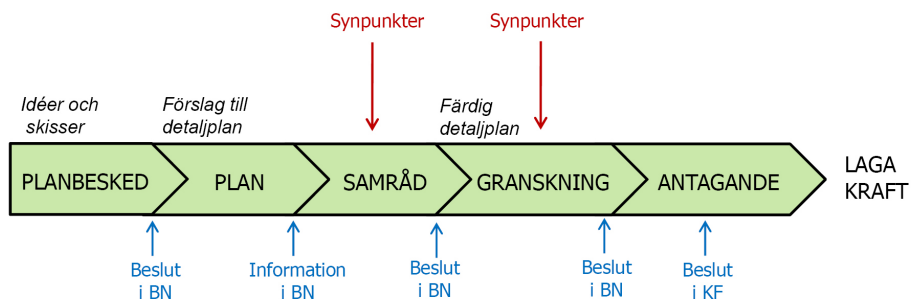 Synpunkter
Synpunkter
Idéer och
skisser
Förslag till
detaljplan
Färdig
detaljplan
PLANBESKED
PLAN
SAMRÅD
GRANSKNING
ANTAGANDE
LAGA
KRAFT
Beslut
i BN
Information
i BN
Beslut
i BN
Beslut
i BN
Beslut
i KF